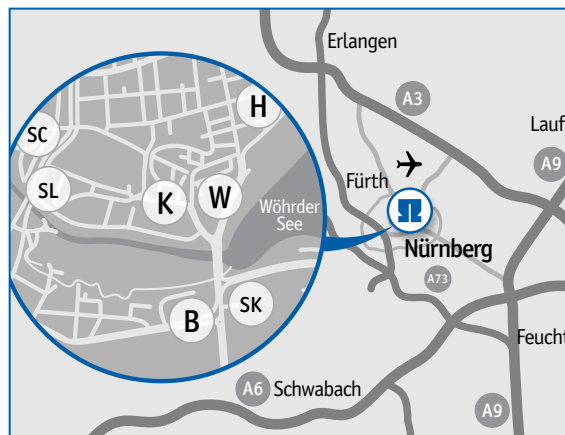 Erlangen
A3
Lauf
A9
H
SC
SL
K
W
Wöhrder
See
Fürth
Nürnberg
A73
B
SK
Feucht
A6
Schwabach
A9